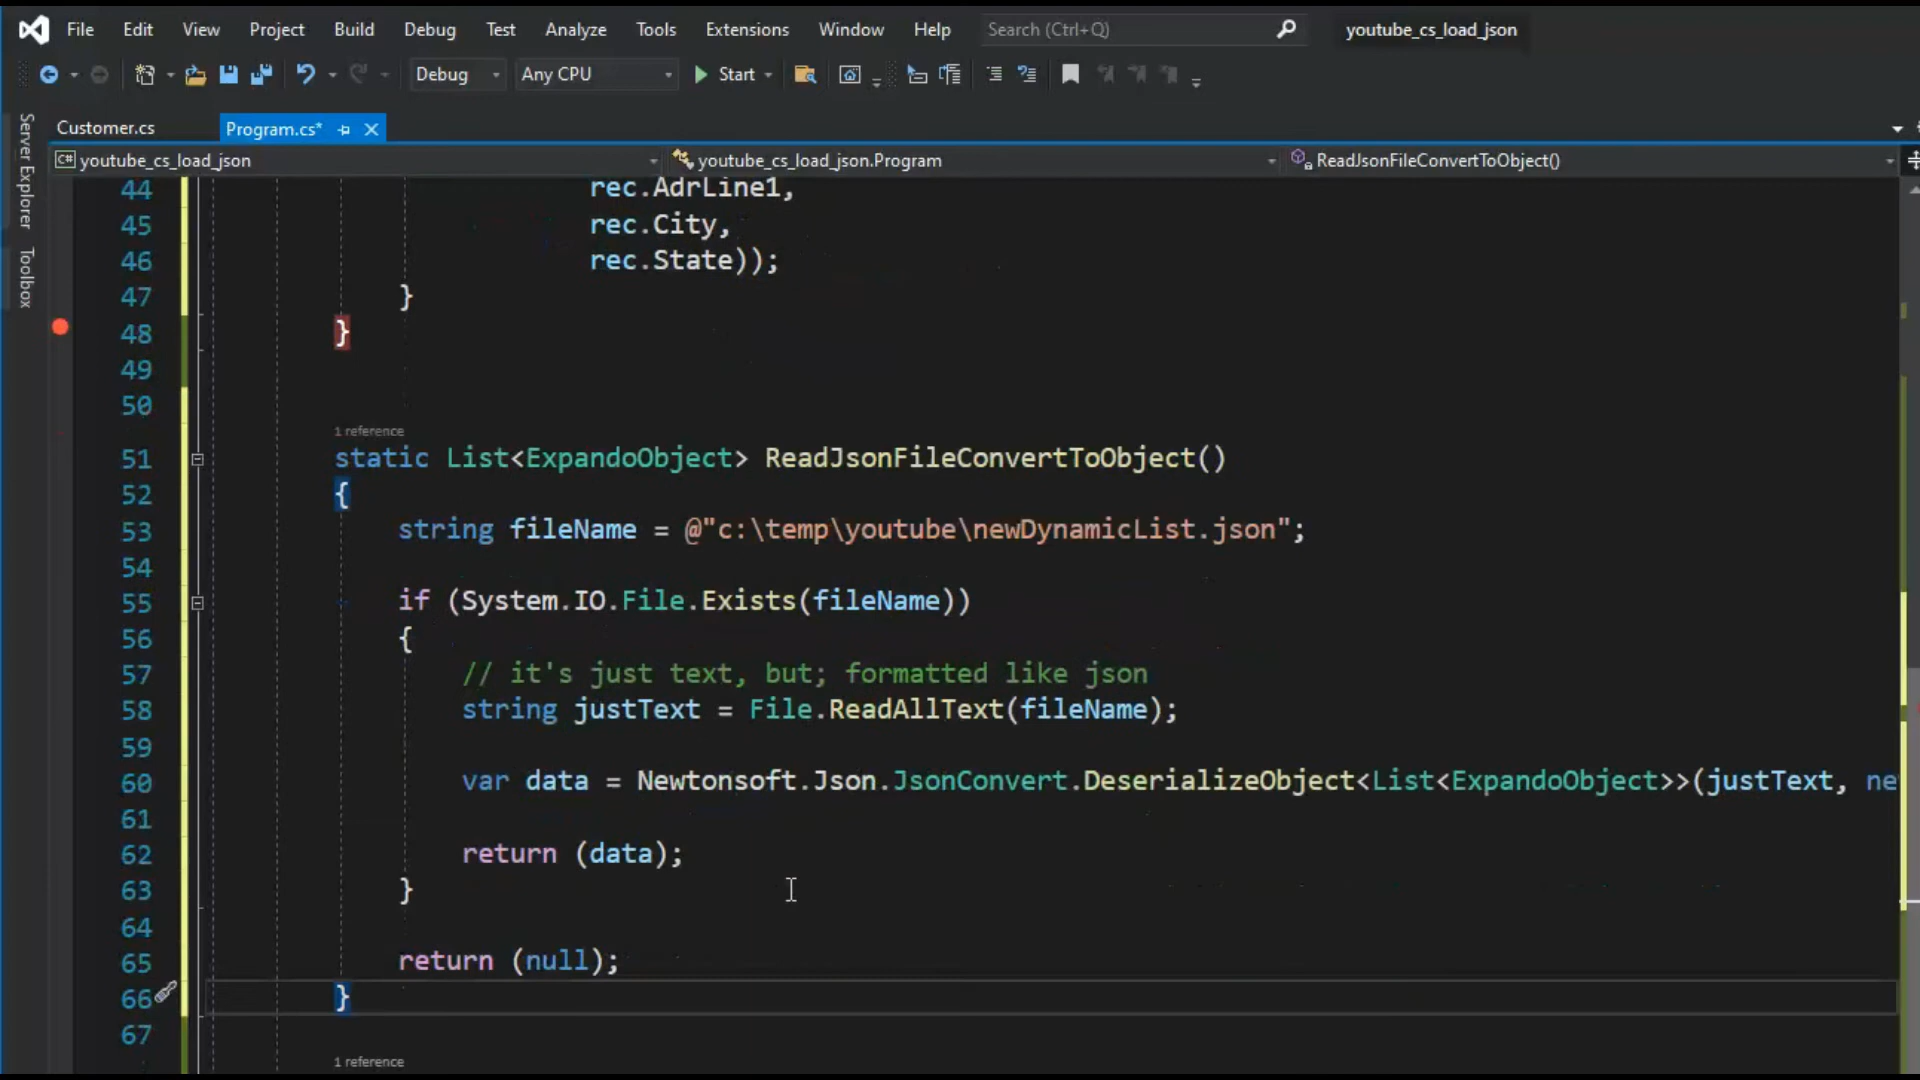 File Edit View Project Build Debug Test Analyze Tools Extensions Window Help Search (Ctrl+Q) youtube_cs_load_json
Debug Any CPU Start
Server Explorer
Toolbox
Customer.cs Program.cs*
C# youtube_cs_load_json youtube_cs_load_json.Program ReadJsonFileConvertToObject()
44 rec.AdrLine1,
45 rec.City,
46 rec.State));
47 }
48 }
49
50
1 reference
51 static List<ExpandoObject> ReadJsonFileConvertToObject()
52 {
53 string fileName = @"c:\temp\youtube\newDynamicList.json";
54
55 if (System.IO.File.Exists(fileName))
56 {
57 // it's just text, but; formatted like json
58 string justText = File.ReadAllText(fileName);
59
60 var data = Newtonsoft.Json.JsonConvert.DeserializeObject<List<ExpandoObject>>(justText, ne
61
62 return (data);
63 }
64
65 return (null);
66 }
67
1 reference